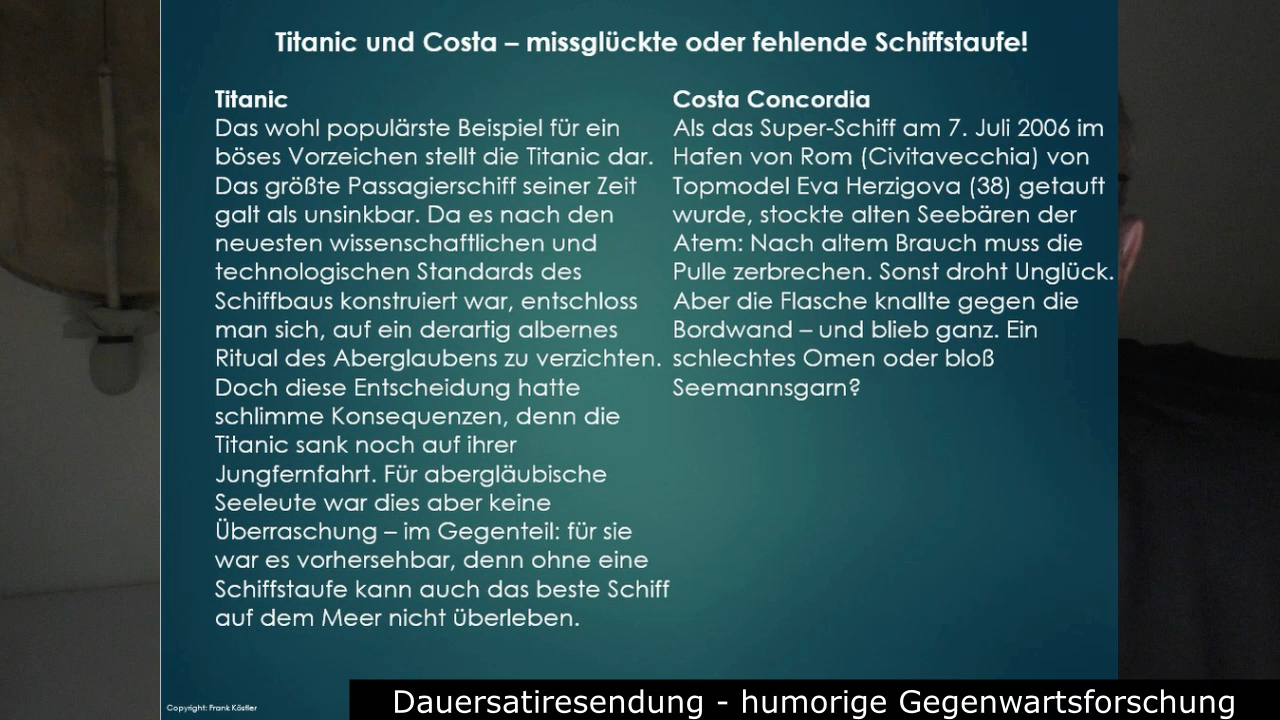 Titanic und Costa – missglückte oder fehlende Schiffstaufe!
Titanic
Das wohl populärste Beispiel für ein
böses Vorzeichen stellt die Titanic dar.
Das größte Passagierschiff seiner Zeit
galt als unsinkbar. Da es nach den
neuesten wissenschaftlichen und
technologischen Standards des
Schiffbaus konstruiert war, entschloss
man sich, auf ein derartig albernes
Ritual des Aberglaubens zu verzichten.
Doch diese Entscheidung hatte
schlimme Konsequenzen, denn die
Titanic sank noch auf ihrer
Jungfernfahrt. Für abergläubische
Seeleute war dies aber keine
Überraschung – im Gegenteil: für sie
war es vorhersehbar, denn ohne eine
Schiffstaufe kann auch das beste Schiff
auf dem Meer nicht überleben.
Costa Concordia
Als das Super-Schiff am 7. Juli 2006 im
Hafen von Rom (Civitavecchia) von
Topmodel Eva Herzigova (38) getauft
wurde, stockte alten Seebären der
Atem: Nach altem Brauch muss die
Pulle zerbrechen. Sonst droht Unglück.
Aber die Flasche knallte gegen die
Bordwand – und blieb ganz. Ein
schlechtes Omen oder bloß
Seemannsgarn?
Copyright: Frank Köstler
Dauersatiresendung - humorige Gegenwartsforschung